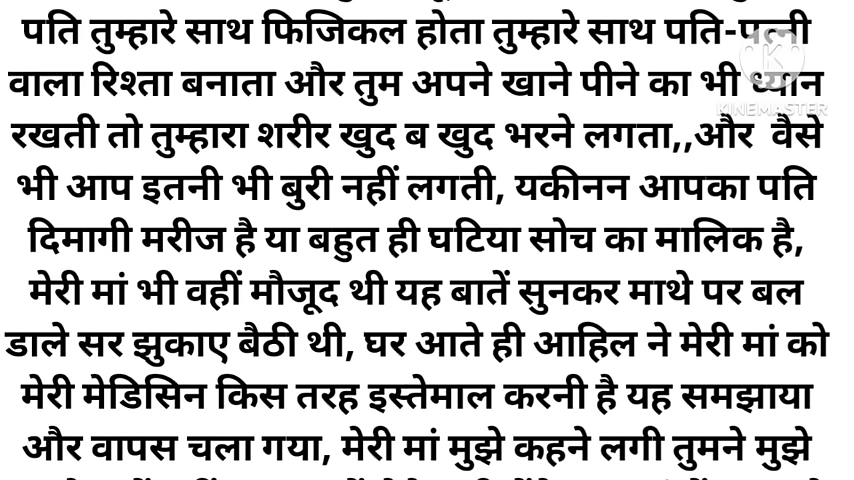 पति तुम्हारे साथ फिजिकल होता तुम्हारे साथ पति-पत्नी
वाला रिश्ता बनाता और तुम अपने खाने पीने का भी ध्यान
KINEMASTER
रखती तो तुम्हारा शरीर खुद ब खुद भरने लगता,,और वैसे
भी आप इतनी भी बुरी नहीं लगती, यकीनन आपका पति
दिमागी मरीज है या बहुत ही घटिया सोच का मालिक है,
मेरी मां भी वहीं मौजूद थी यह बातें सुनकर माथे पर बल
डाले सर झुकाए बैठी थी, घर आते ही आहिल ने मेरी मां को
मेरी मेडिसिन किस तरह इस्तेमाल करनी है यह समझाया
और वापस चला गया, मेरी मां मुझे कहने लगी तुमने मुझे